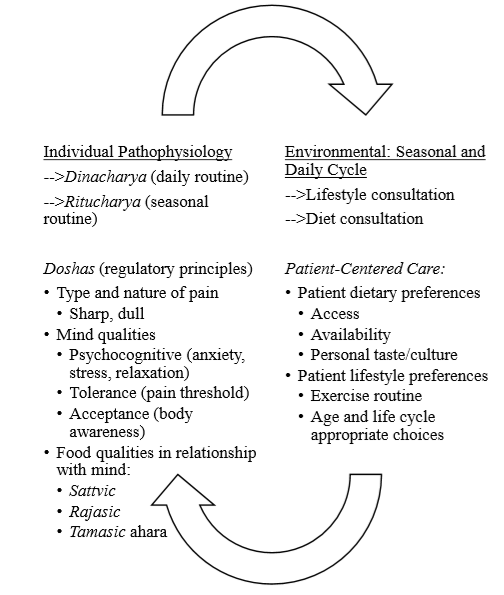 Individual Pathophysiology
-->Dinacharya (daily routine)
-->Ritucharya (seasonal
routine)
Doshas (regulatory principles)
• Type and nature of pain
• Sharp, dull
• Mind qualities
• Psychocognitive (anxiety,
stress, relaxation)
• Tolerance (pain threshold)
• Acceptance (body
awareness)
• Food qualities in relationship
with mind:
• Sattvic
• Rajasic
• Tamasic ahara
Environmental: Seasonal and
Daily Cycle
-->Lifestyle consultation
-->Diet consultation
Patient-Centered Care:
• Patient dietary preferences
• Access
• Availability
• Personal taste/culture
• Patient lifestyle preferences
• Exercise routine
• Age and life cycle
appropriate choices